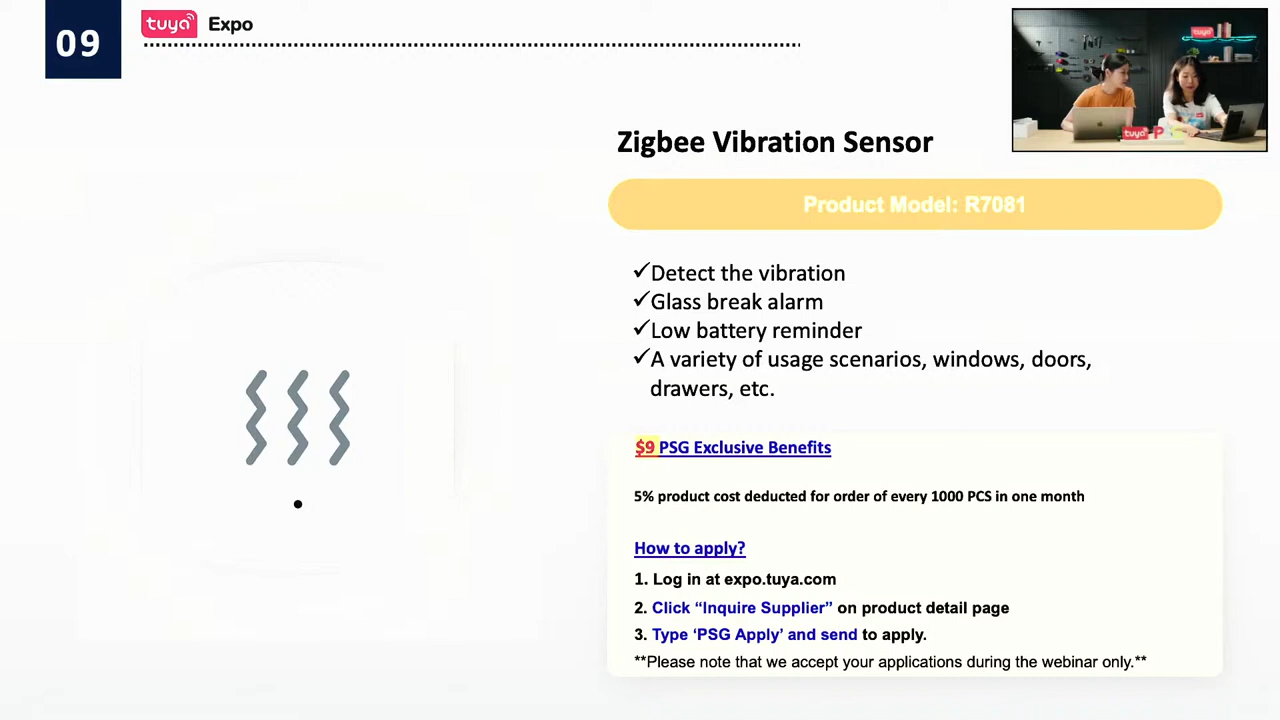 09
tuya Expo
tuya
tuya P
Zigbee Vibration Sensor
Product Model: R7081
✓Detect the vibration
✓Glass break alarm
✓Low battery reminder
✓A variety of usage scenarios, windows, doors,
drawers, etc.
$9 PSG Exclusive Benefits
5% product cost deducted for order of every 1000 PCS in one month
How to apply?
1. Log in at expo.tuya.com
2. Click “Inquire Supplier” on product detail page
3. Type ‘PSG Apply’ and send to apply.
**Please note that we accept your applications during the webinar only.**